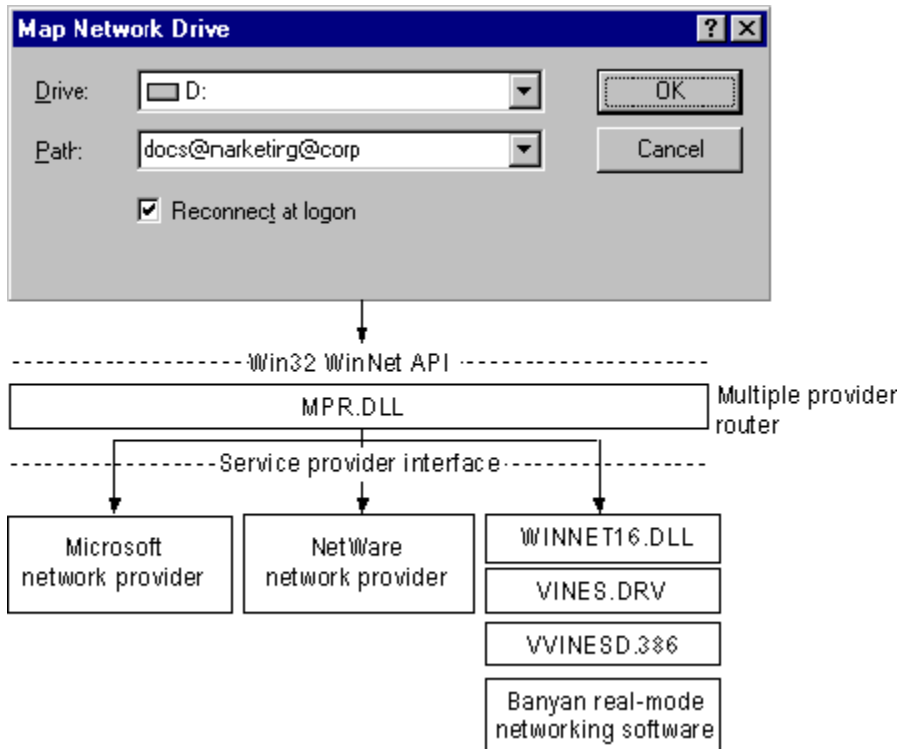 Map Network Drive
Drive:
D:
OK
Path:
docs@marketing@corp
Cancel
Reconnect at logon
Win32 WinNet API
MPR.DLL
Multiple provider
router
Service provider interface
Microsoft
network provider
NetWare
network provider
WINNET16.DLL
VINES.DRV
VVINESD.386
Banyan real-mode
networking software